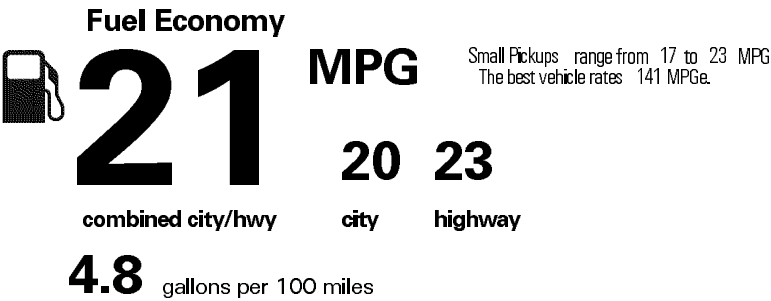 Fuel Economy
21 MPG
Small Pickups range from 17 to 23 MPG
The best vehicle rates 141 MPGe.
20 23
combined city/hwy city highway
4.8 gallons per 100 miles